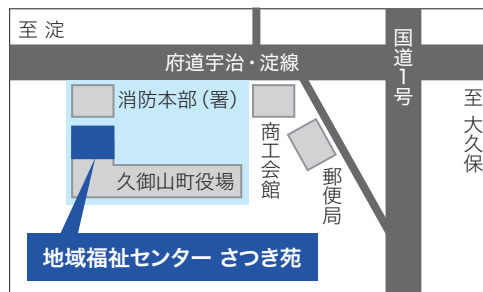 至 淀
府道宇治・淀線
国道1号
至 大久保
消防本部(署)
商工会館
郵便局
久御山町役場
地域福祉センター さつき苑